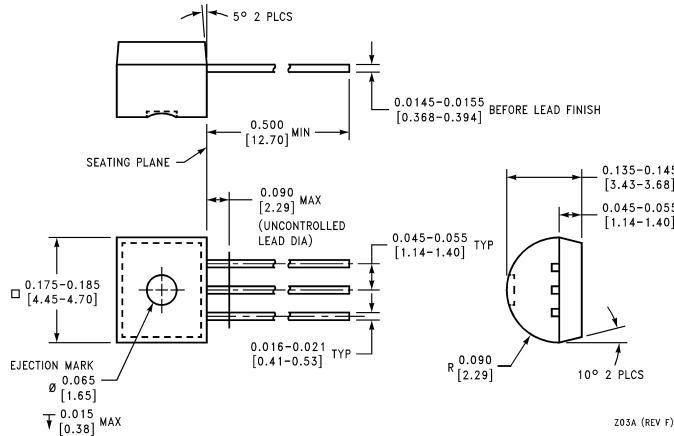 5° 2 PLCS
0.0145-0.0155
[0.368-0.394] BEFORE LEAD FINISH
0.500
[12.70] MIN
SEATING PLANE
0.090
[2.29] MAX
(UNCONTROLLED
LEAD DIA)
0.135-0.145
[3.43-3.68]
0.045-0.055
[1.14-1.40]
0.045-0.055
[1.14-1.40] TYP
□ 0.175-0.185
[4.45-4.70]
0.016-0.021
[0.41-0.53] TYP
EJECTION MARK
Ø 0.065
[1.65]
0.015
[0.38] MAX
R 0.090
[2.29]
10° 2 PLCS
Z03A (REV F)